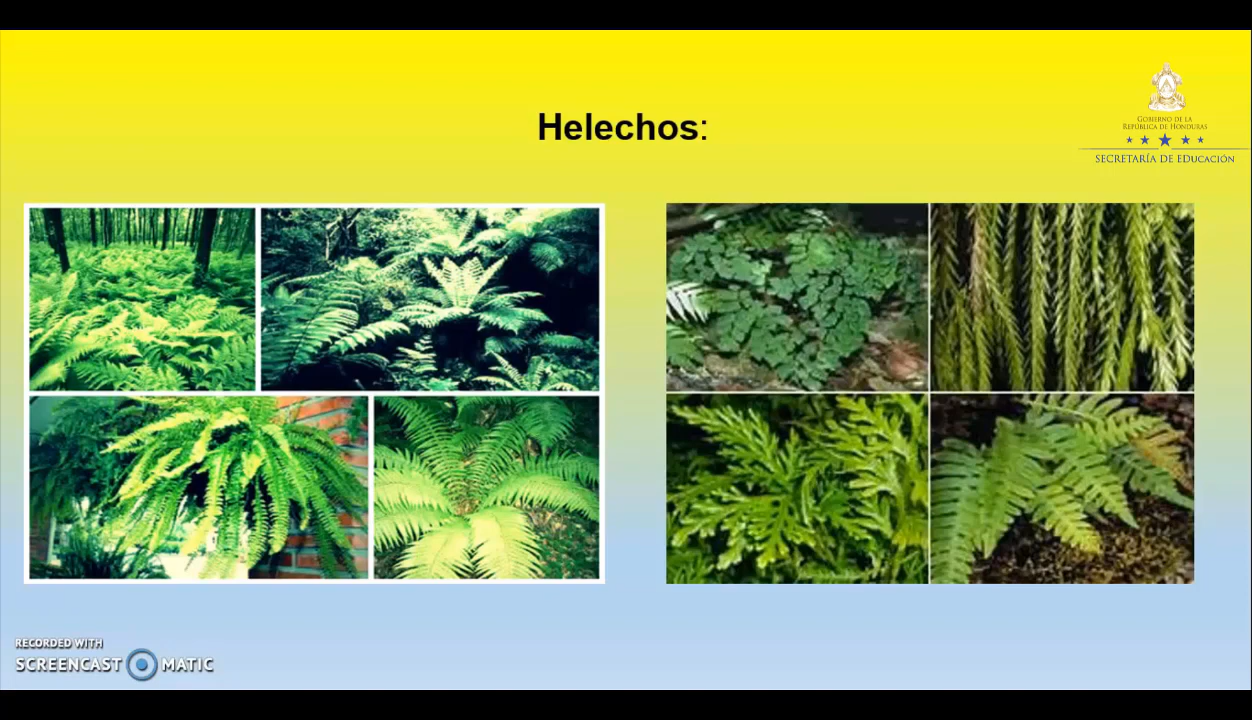 Helechos:
GOBIERNO DE LA
REPÚBLICA DE HONDURAS
SECRETARÍA DE EDUCACIÓN
RECORDED WITH
SCREENCAST MATIC